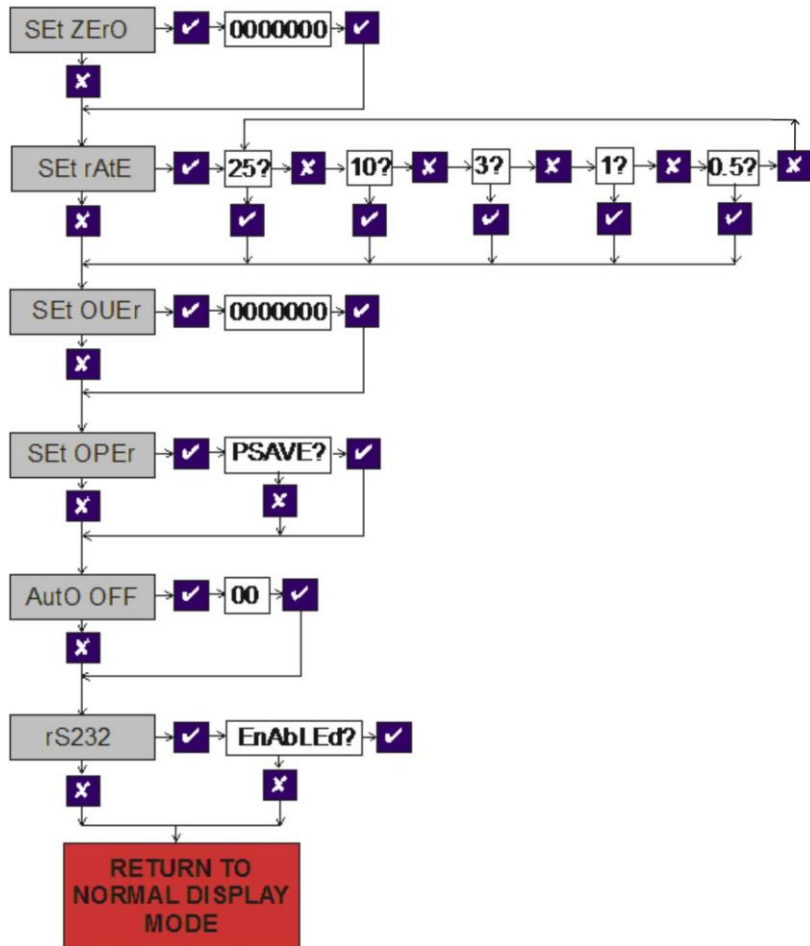 SEt ZErO ✔ 0000000 ✔
✘
SEt rAtE ✔ 25? ✘ 10? ✘ 3? ✘ 1? ✘ 0.5? ✘
✘ ✔ ✔ ✔ ✔ ✔
SEt OUEr ✔ 0000000 ✔
✘
SEt OPEr ✔ PSAVE? ✔
✘ ✘
AutO OFF ✔ 00 ✔
✘
rS232 ✔ EnAbLEd? ✔
✘ ✘
RETURN TO
NORMAL DISPLAY
MODE